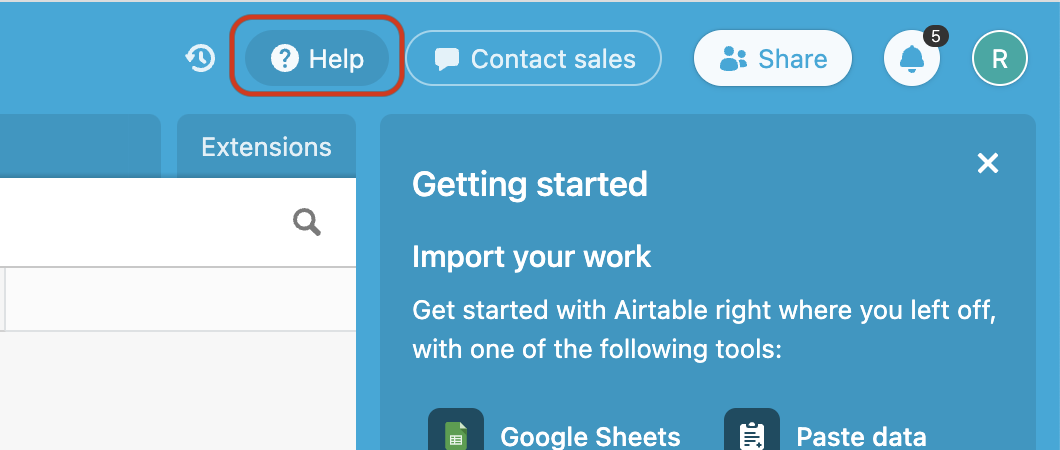 Help
Contact sales
Share
5
R
Extensions
Getting started
Import your work
Get started with Airtable right where you left off,
with one of the following tools:
Google Sheets
Paste data